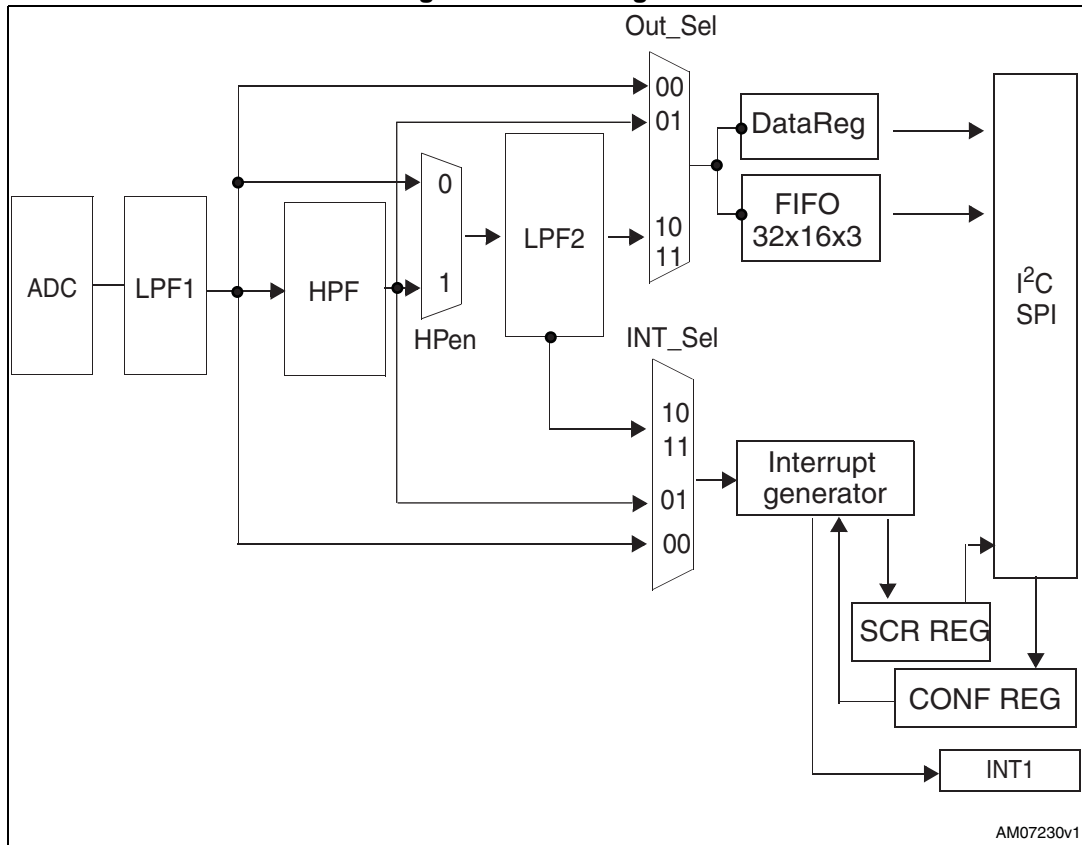 Out_Sel
00
01
10
11
DataReg
FIFO
32x16x3
0
1
HPen
LPF2
ADC
LPF1
HPF
I²C
SPI
INT_Sel
10
11
01
00
Interrupt
generator
SCR REG
CONF REG
INT1
AM07230v1